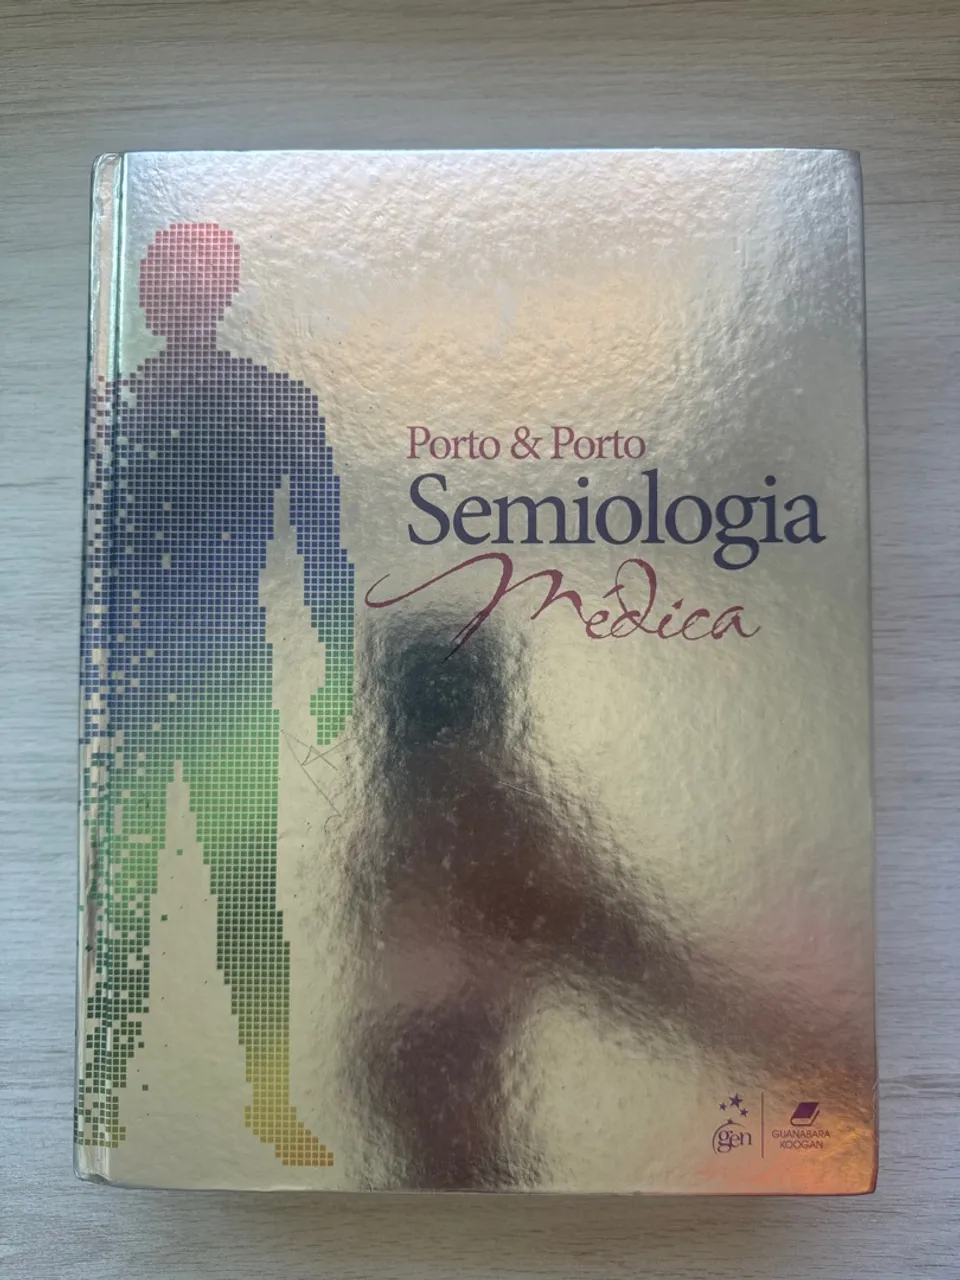 Porto & Porto
Semiologia
Médica
gen
GUANABARA
KOOGAN